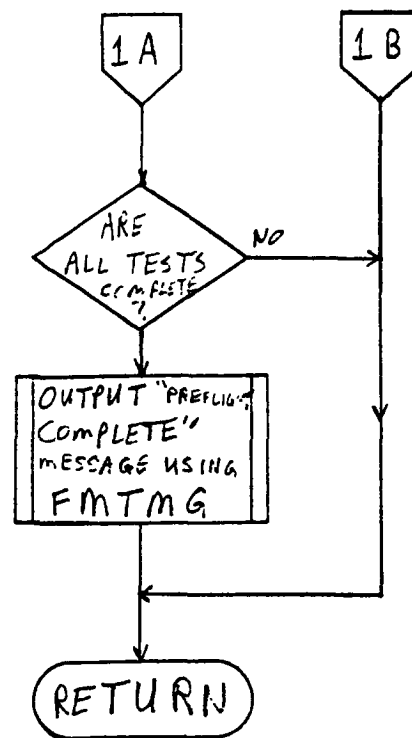 1A
1B
ARE
ALL TESTS
COMPLETE
?
NO
OUTPUT "PREFLIGHT
COMPLETE"
MESSAGE USING
FMTMG
RETURN